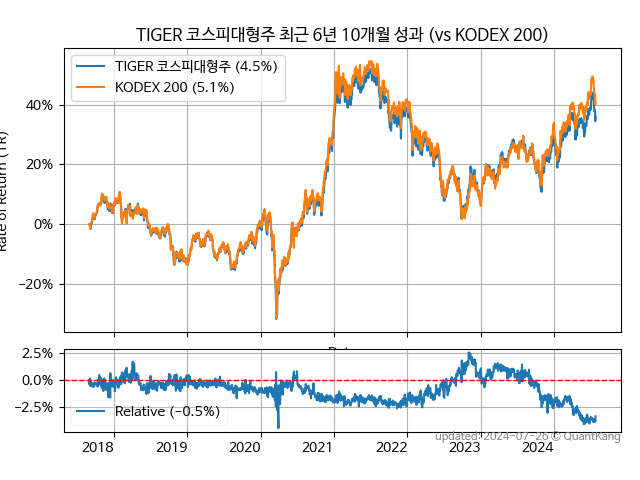 TIGER 코스피대형주 최근 6년 10개월 성과 (vs KODEX 200)
TIGER 코스피대형주 (4.5%)
KODEX 200 (5.1%)
Rate of Return (TR)
40%
20%
0%
−20%
2.5%
0.0%
−2.5%
Relative (−0.5%)
2018 2019 2020 2021 2022 2023 2024
updated: 2024-07-26 © QuantKang